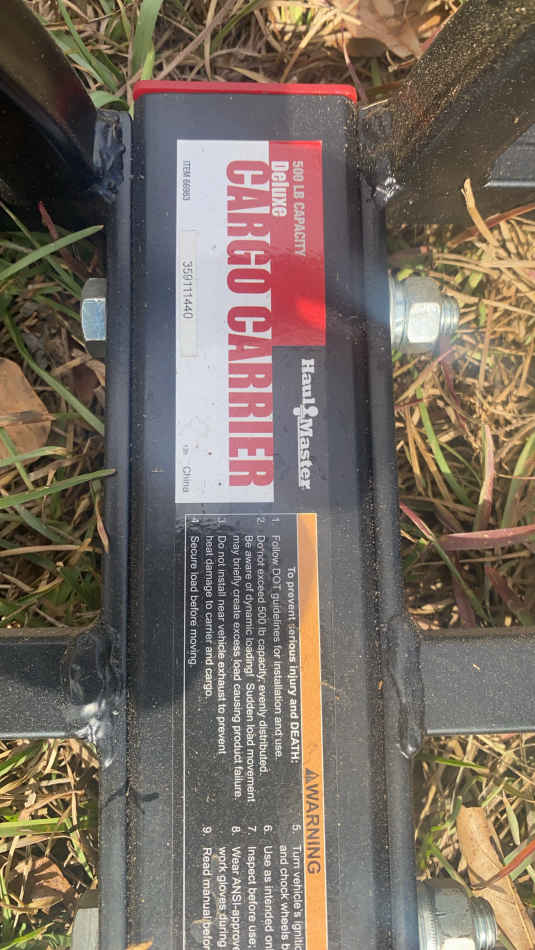 500 LB CAPACITY
Deluxe
CARGO CARRIER
Haul Master
ITEM 66983
359111440
China
WARNING
To prevent serious injury and DEATH:
1. Follow DOT guidelines for installation and use.
2. Do not exceed 500 lb capacity, evenly distributed.
Be aware of dynamic loading! Sudden load movement
may briefly create excess load causing product failure.
3. Do not install near vehicle exhaust to prevent
heat damage to carrier and cargo.
4. Secure load before moving.
5. Turn vehicle's
and chock wheels
6. Use as intended
7. Inspect before use;
8. Wear
work gloves during
9. Read manual